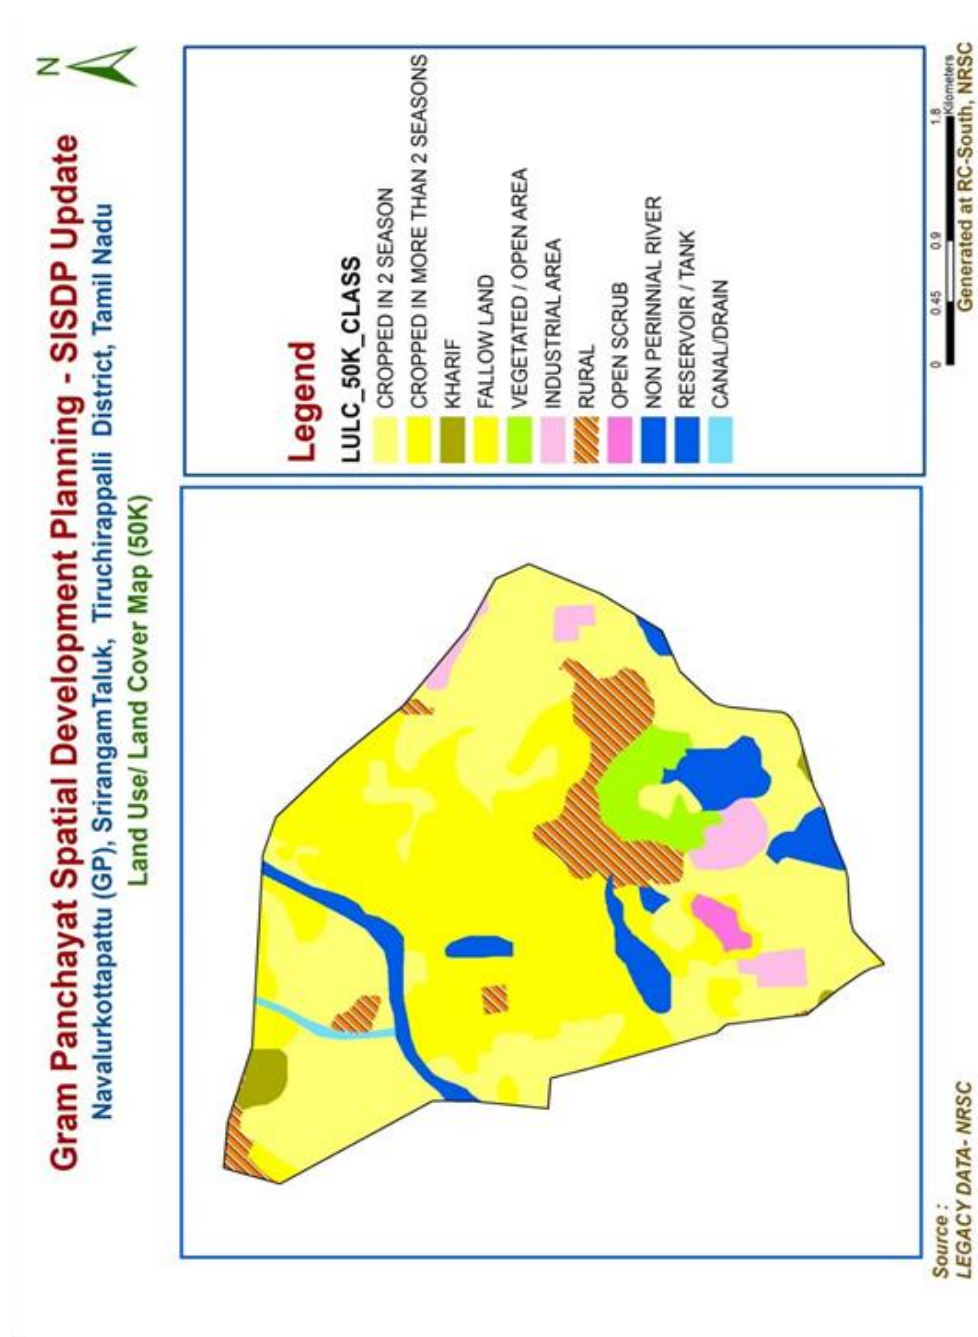 Gram Panchayat Spatial Development Planning - SISDP Update
Navalurkottapattu (GP), SrirangamTaluk, Tiruchirappalli District, Tamil Nadu
Land Use/ Land Cover Map (50K)
N
Legend
LULC_50K_CLASS
CROPPED IN 2 SEASON
CROPPED IN MORE THAN 2 SEASONS
KHARIF
FALLOW LAND
VEGETATED / OPEN AREA
INDUSTRIAL AREA
RURAL
OPEN SCRUB
NON PERINNIAL RIVER
RESERVOIR / TANK
CANAL/DRAIN
0 0.45 0.9 1.8
Kilometers
Source :
LEGACY DATA- NRSC
Generated at RC-South, NRSC